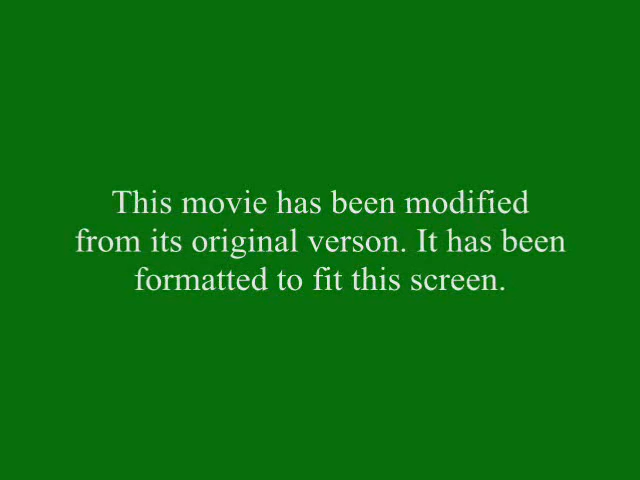 This movie has been modified
from its original verson. It has been
formatted to fit this screen.